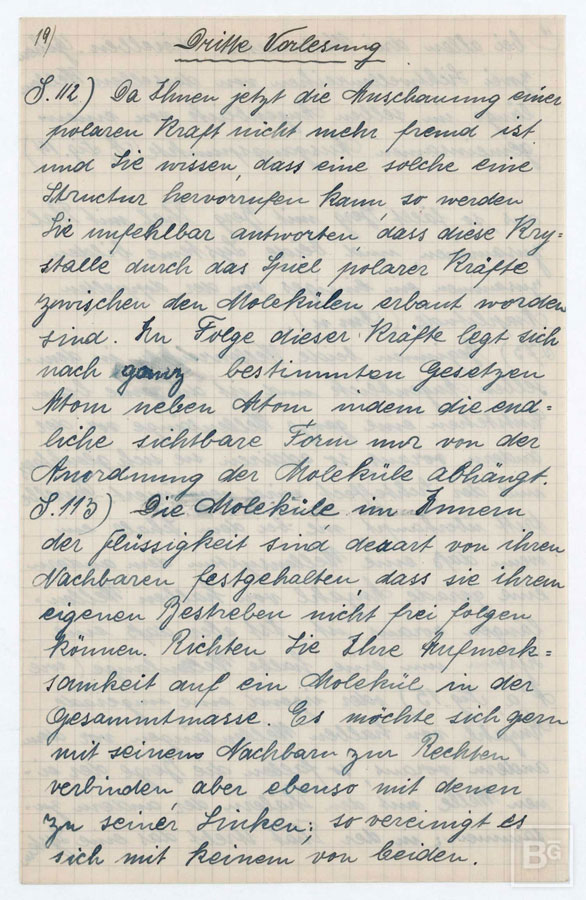 19/
Dritte Vorlesung
S. 112) Da Ihnen jetzt die Anschauung einer
polaren Kraft nicht mehr fremd ist
und Sie wissen, dass eine solche eine
Structur hervorrufen kann so werden
Sie unfehlbar antworten, dass diese Kry=
stalle durch das Spiel polarer Kräfte
zwischen den Molekülen erbaut worden
sind. In Folge dieser Kräfte legt sich
nach ganz bestimmten Gesetzen
Atom neben Atom indem die end=
liche sichtbare Form nur von der
Anordnung der Moleküle abhängt.
S. 113) Die Moleküle im Innern
der Flüssigkeit sind derart von ihren
Nachbaren festgehalten, dass sie ihrem
eigenen Bestreben nicht frei folgen
können. Richten Sie Ihre Aufmerk=
samkeit auf ein Molekül in der
Gesammtmasse. Es möchte sich gern
mit seinem Nachbarn zur Rechten
verbinden aber ebenso mit denen
zu seiner Linken; so vereinigt es
sich mit keinem von beiden.
BG